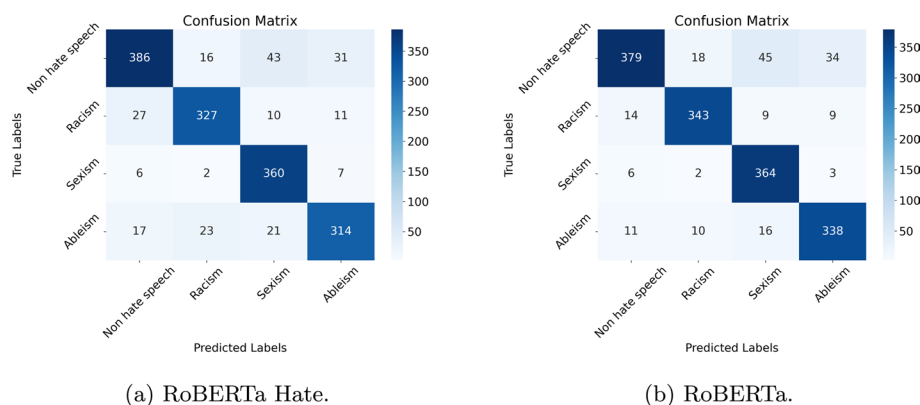 Confusion Matrix
True Labels
Non hate speech 386 16 43 31
Racism 27 327 10 11
Sexism 6 2 360 7
Ableism 17 23 21 314
Non hate speech Racism Sexism Ableism
Predicted Labels
350
300
250
200
150
100
50
(a) RoBERTa Hate.
Confusion Matrix
True Labels
Non hate speech 379 18 45 34
Racism 14 343 9 9
Sexism 6 2 364 3
Ableism 11 10 16 338
Non hate speech Racism Sexism Ableism
Predicted Labels
350
300
250
200
150
100
50
(b) RoBERTa.